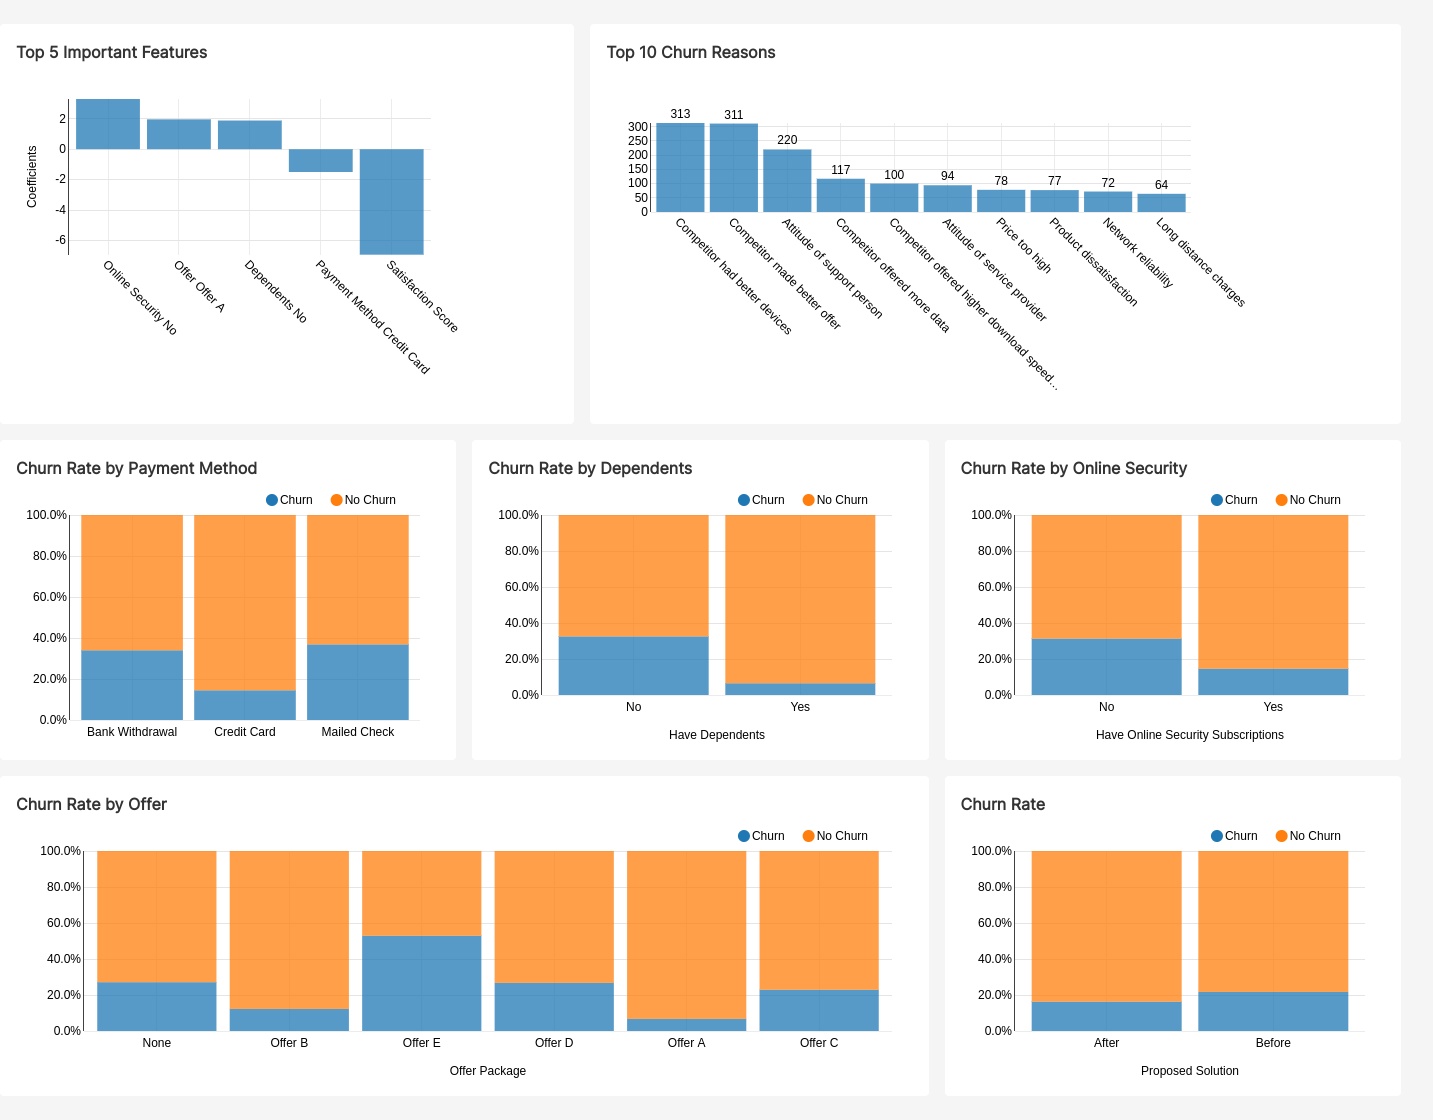 Top 5 Important Features
2
0
-2
-4
-6
Coefficients
Online Security No
Offer Offer A
Dependents No
Payment Method Credit Card
Satisfaction Score
Top 10 Churn Reasons
313
311
220
117
100
94
78
77
72
64
300
250
200
150
100
50
0
Competitor had better devices
Competitor made better offer
Attitude of support person
Competitor offered more data
Competitor offered higher download speed...
Attitude of service provider
Price too high
Product dissatisfaction
Network reliability
Long distance charges
Churn Rate by Payment Method
Churn No Churn
100.0%
80.0%
60.0%
40.0%
20.0%
0.0%
Bank Withdrawal Credit Card Mailed Check
Churn Rate by Dependents
Churn No Churn
100.0%
80.0%
60.0%
40.0%
20.0%
0.0%
No Yes
Have Dependents
Churn Rate by Online Security
Churn No Churn
100.0%
80.0%
60.0%
40.0%
20.0%
0.0%
No Yes
Have Online Security Subscriptions
Churn Rate by Offer
Churn No Churn
100.0%
80.0%
60.0%
40.0%
20.0%
0.0%
None Offer B Offer E Offer D Offer A Offer C
Offer Package
Churn Rate
Churn No Churn
100.0%
80.0%
60.0%
40.0%
20.0%
0.0%
After Before
Proposed Solution